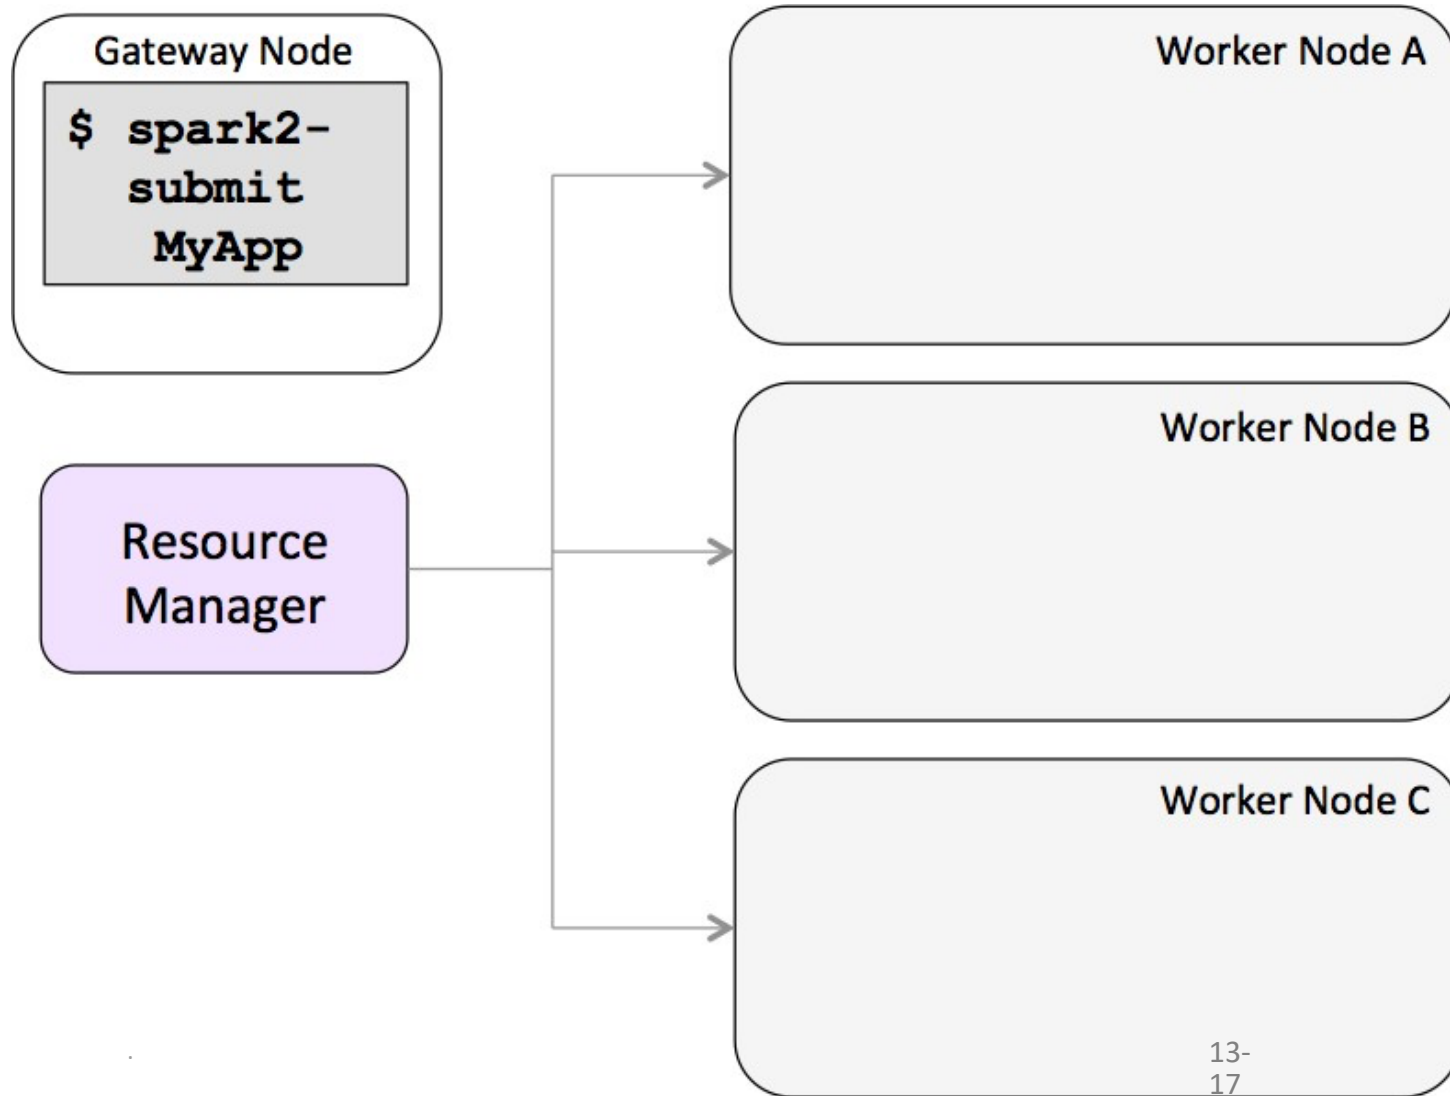 Gateway Node
$ spark2-
submit
MyApp
Resource
Manager
Worker Node A
Worker Node B
Worker Node C
.
13-
17